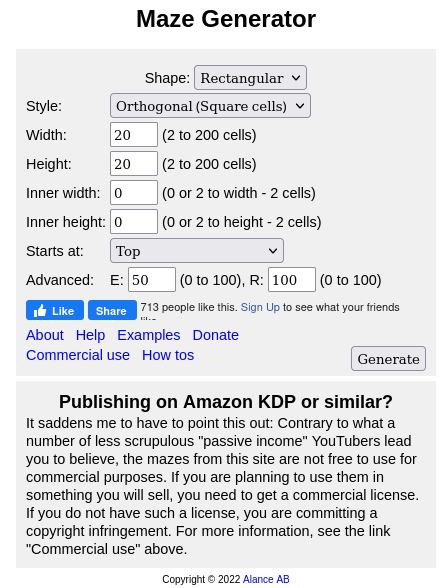 Maze Generator
Shape: Rectangular
Style: Orthogonal (Square cells)
Width: 20 (2 to 200 cells)
Height: 20 (2 to 200 cells)
Inner width: 0 (0 or 2 to width - 2 cells)
Inner height: 0 (0 or 2 to height - 2 cells)
Starts at: Top
Advanced: E: 50 (0 to 100), R: 100 (0 to 100)
Like Share 713 people like this. Sign Up to see what your friends
About Help Examples Donate
Commercial use How tos
Generate
Publishing on Amazon KDP or similar?
It saddens me to have to point this out: Contrary to what a
number of less scrupulous "passive income" YouTubers lead
you to believe, the mazes from this site are not free to use for
commercial purposes. If you are planning to use them in
something you will sell, you need to get a commercial license.
If you do not have such a license, you are committing a
copyright infringement. For more information, see the link
"Commercial use" above.
Copyright © 2022 Alance AB